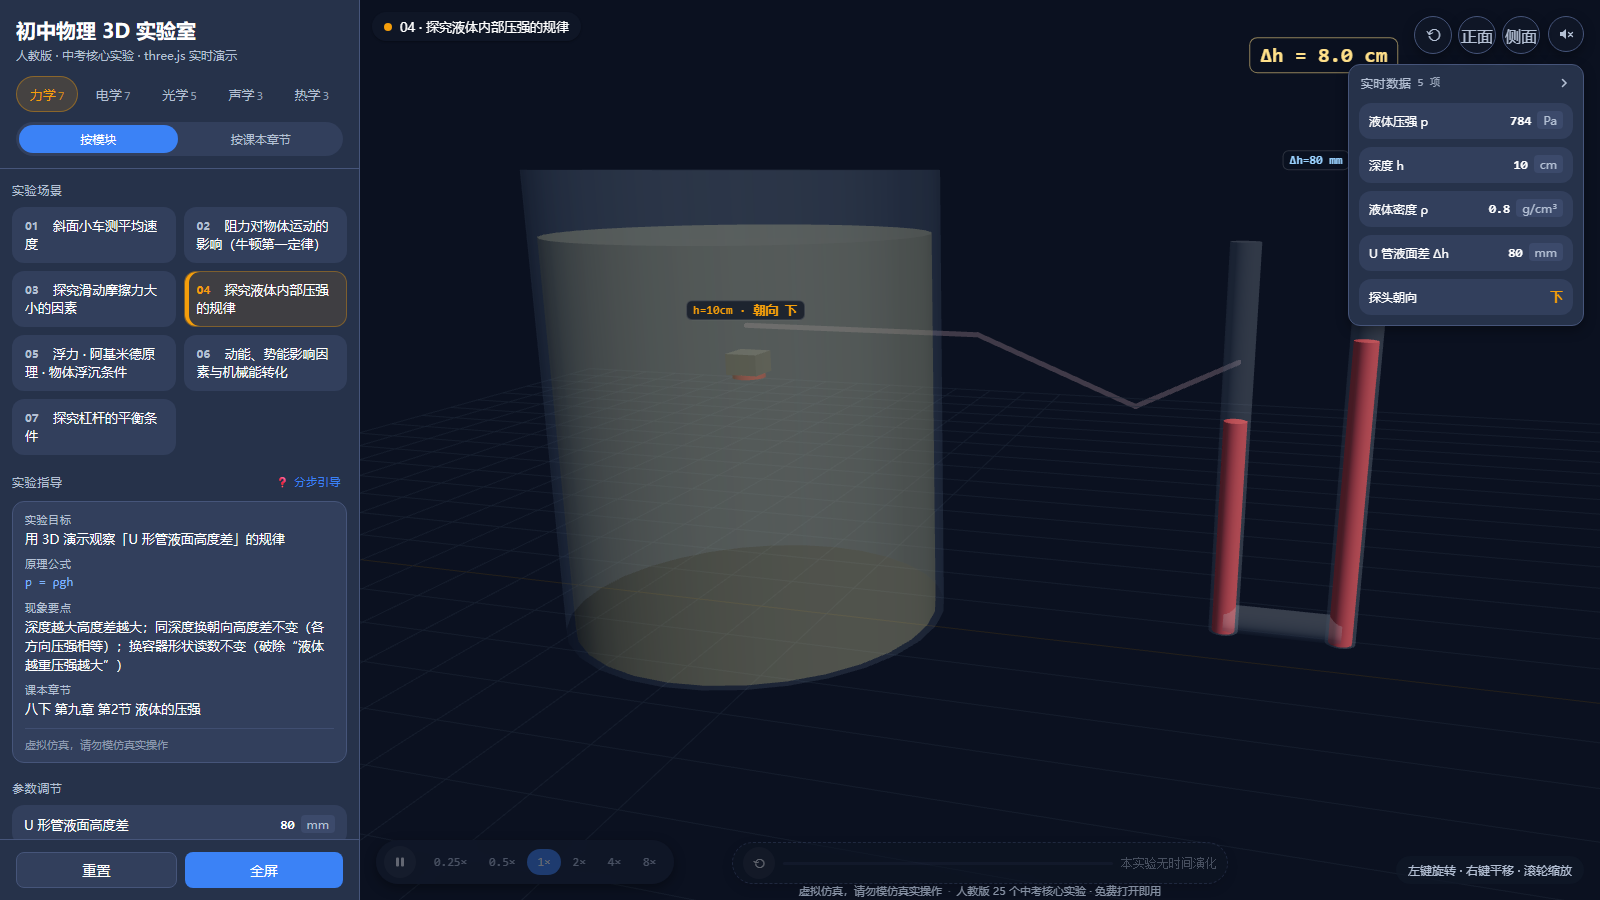 初中物理 3D 实验室
人教版 · 中考核心实验 · three.js 实时演示
力学 7
电学 7
光学 5
声学 3
热学 3
按模块
按课本章节
实验场景
01 斜面小车测平均速
度
02 阻力对物体运动的
影响（牛顿第一定律）
03 探究滑动摩擦力大
小的因素
04 探究液体内部压强
的规律
05 浮力 · 阿基米德原
理 · 物体浮沉条件
06 动能、势能影响因
素与机械能转化
07 探究杠杆的平衡条
件
实验指导
❓ 分步引导
实验目标
用 3D 演示观察「U 形管液面高度差」的规律
原理公式
p = ρgh
现象要点
深度越大高度差越大；同深度换朝向高度差不变（各
方向压强相等）；换容器形状读数不变（破除“液体
越重压强越大”）
课本章节
八下 第九章 第2节 液体的压强
虚拟仿真，请勿模仿真实操作
参数调节
U 形管液面高度差 80 mm
重置
全屏
04 · 探究液体内部压强的规律
Δh = 8.0 cm
正面
侧面
实时数据 5 项
液体压强 p 784 Pa
深度 h 10 cm
液体密度 ρ 0.8 g/cm³
U 管液面差 Δh 80 mm
探头朝向 下
Δh=80 mm
h=10cm · 朝向 下
0.25×
0.5×
1×
2×
4×
8×
本实验无时间演化
左键旋转 · 右键平移 · 滚轮缩放
虚拟仿真，请勿模仿真实操作 · 人教版 25 个中考核心实验 · 免费打开即用